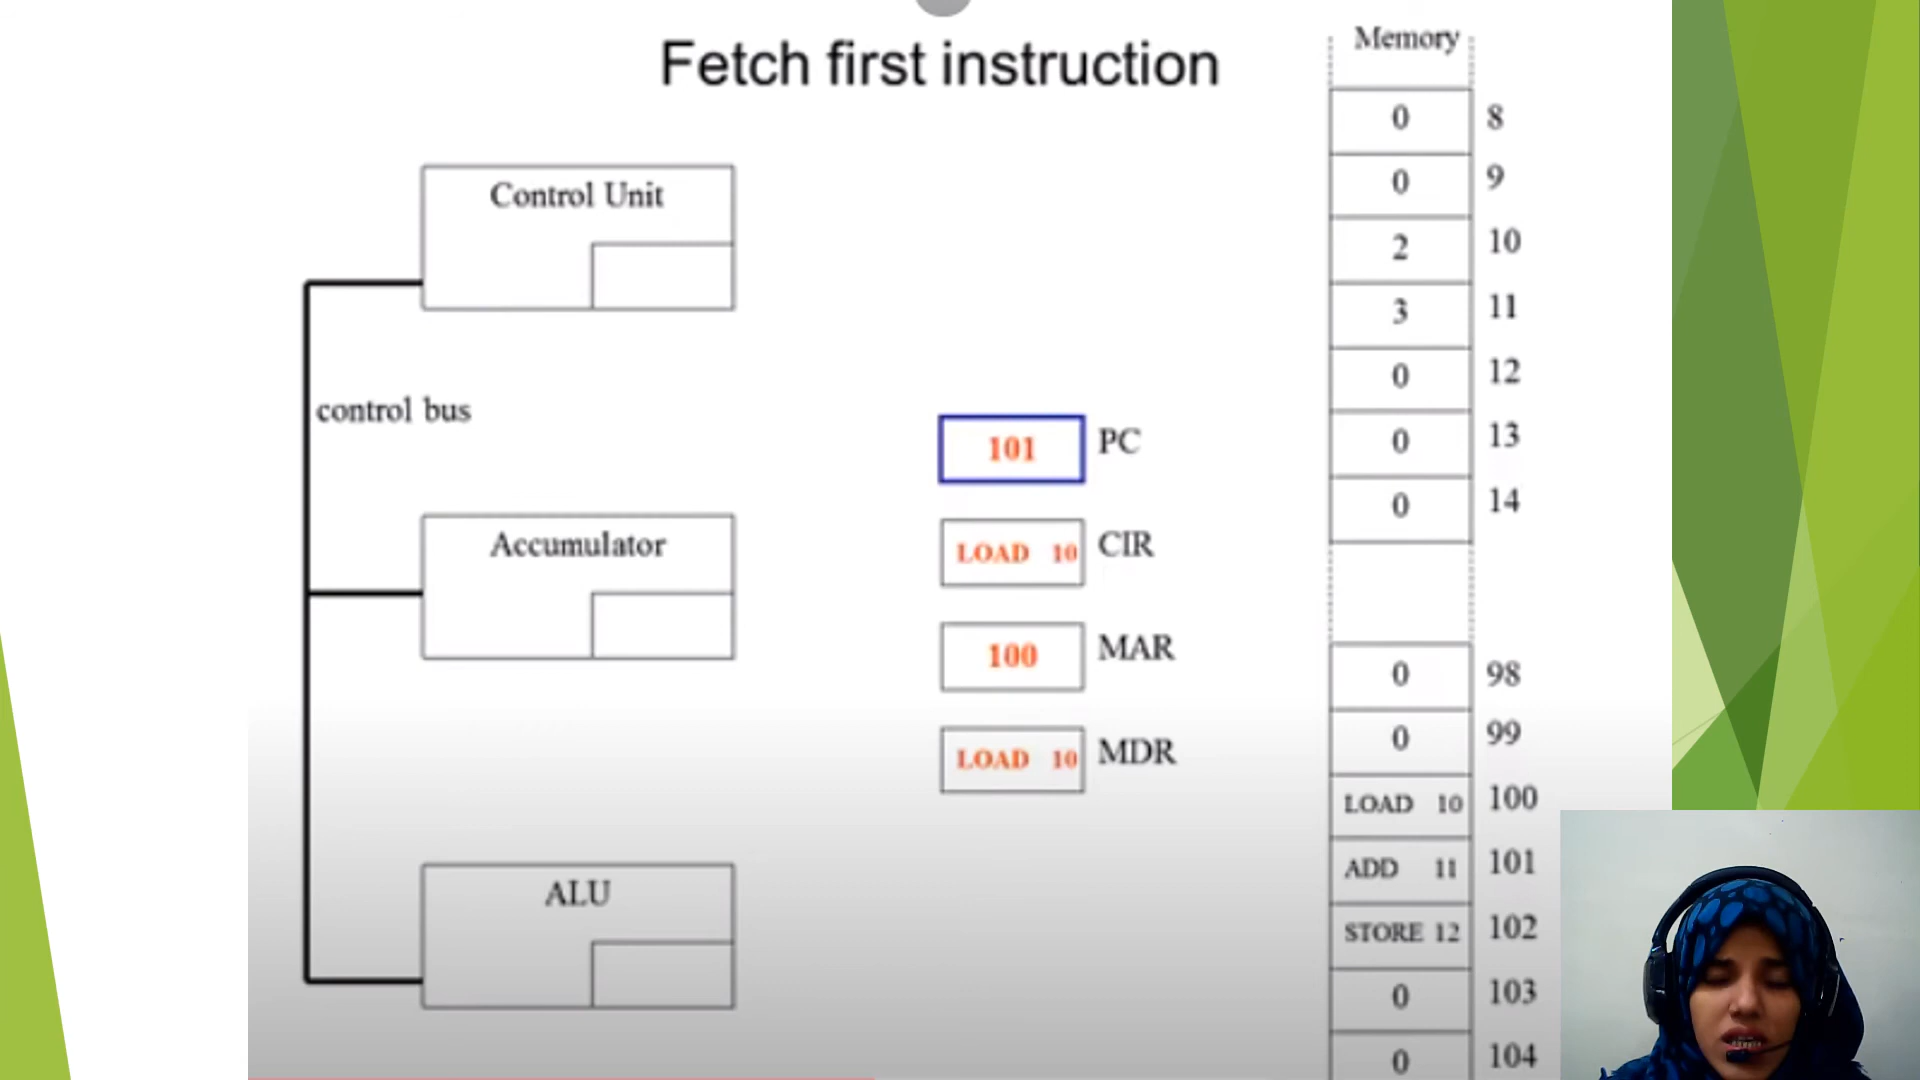 Fetch first instruction
Control Unit
control bus
Accumulator
ALU
101 PC
LOAD 10 CIR
100 MAR
LOAD 10 MDR
Memory
0 8
0 9
2 10
3 11
0 12
0 13
0 14
0 98
0 99
LOAD 10 100
ADD 11 101
STORE 12 102
0 103
0 104